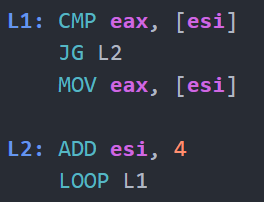 L1: CMP eax, [esi]
JG L2
MOV eax, [esi]
L2: ADD esi, 4
LOOP L1